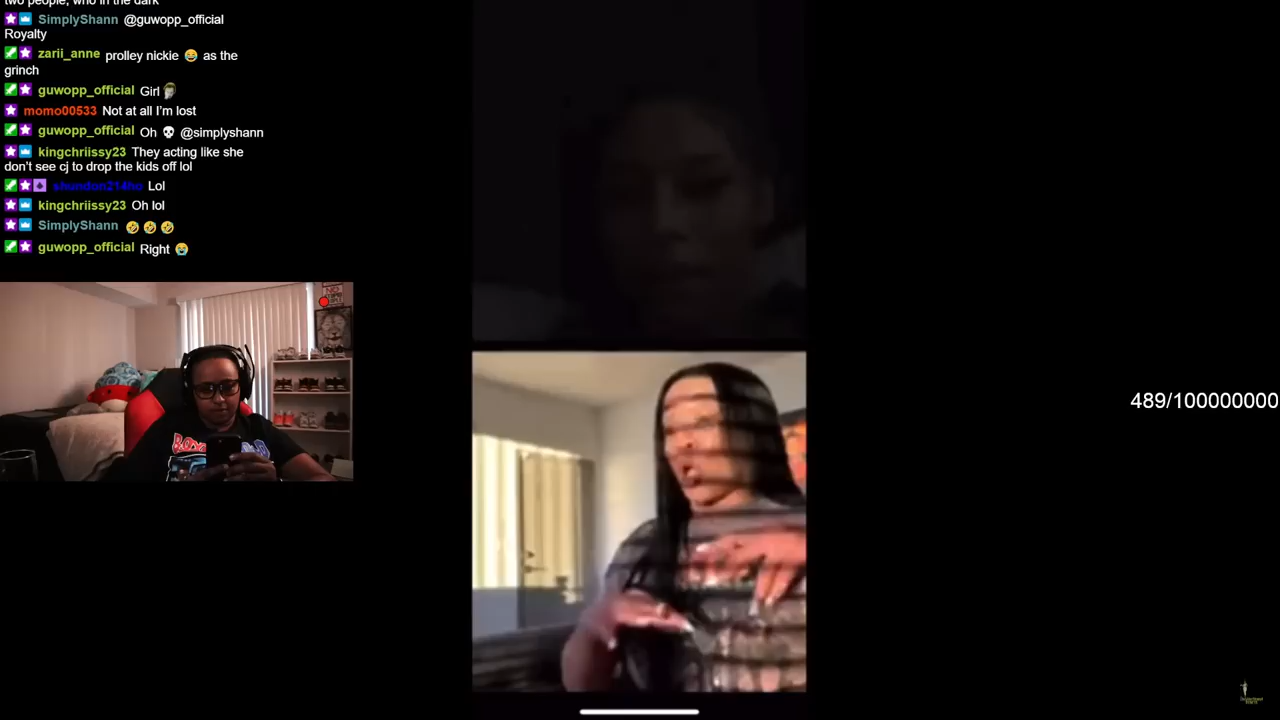 two people, who in the dark
SimplyShann @guwopp_official
Royalty
zarii_anne prolley nickie 😂 as the
grinch
guwopp_official Girl
momo00533 Not at all I'm lost
guwopp_official Oh 💀 @simplyshann
kingchriissy23 They acting like she
don't see cj to drop the kids off lol
shundon214ho Lol
kingchriissy23 Oh lol
SimplyShann 🤣 🤣 🤣
guwopp_official Right 😭
489/100000000